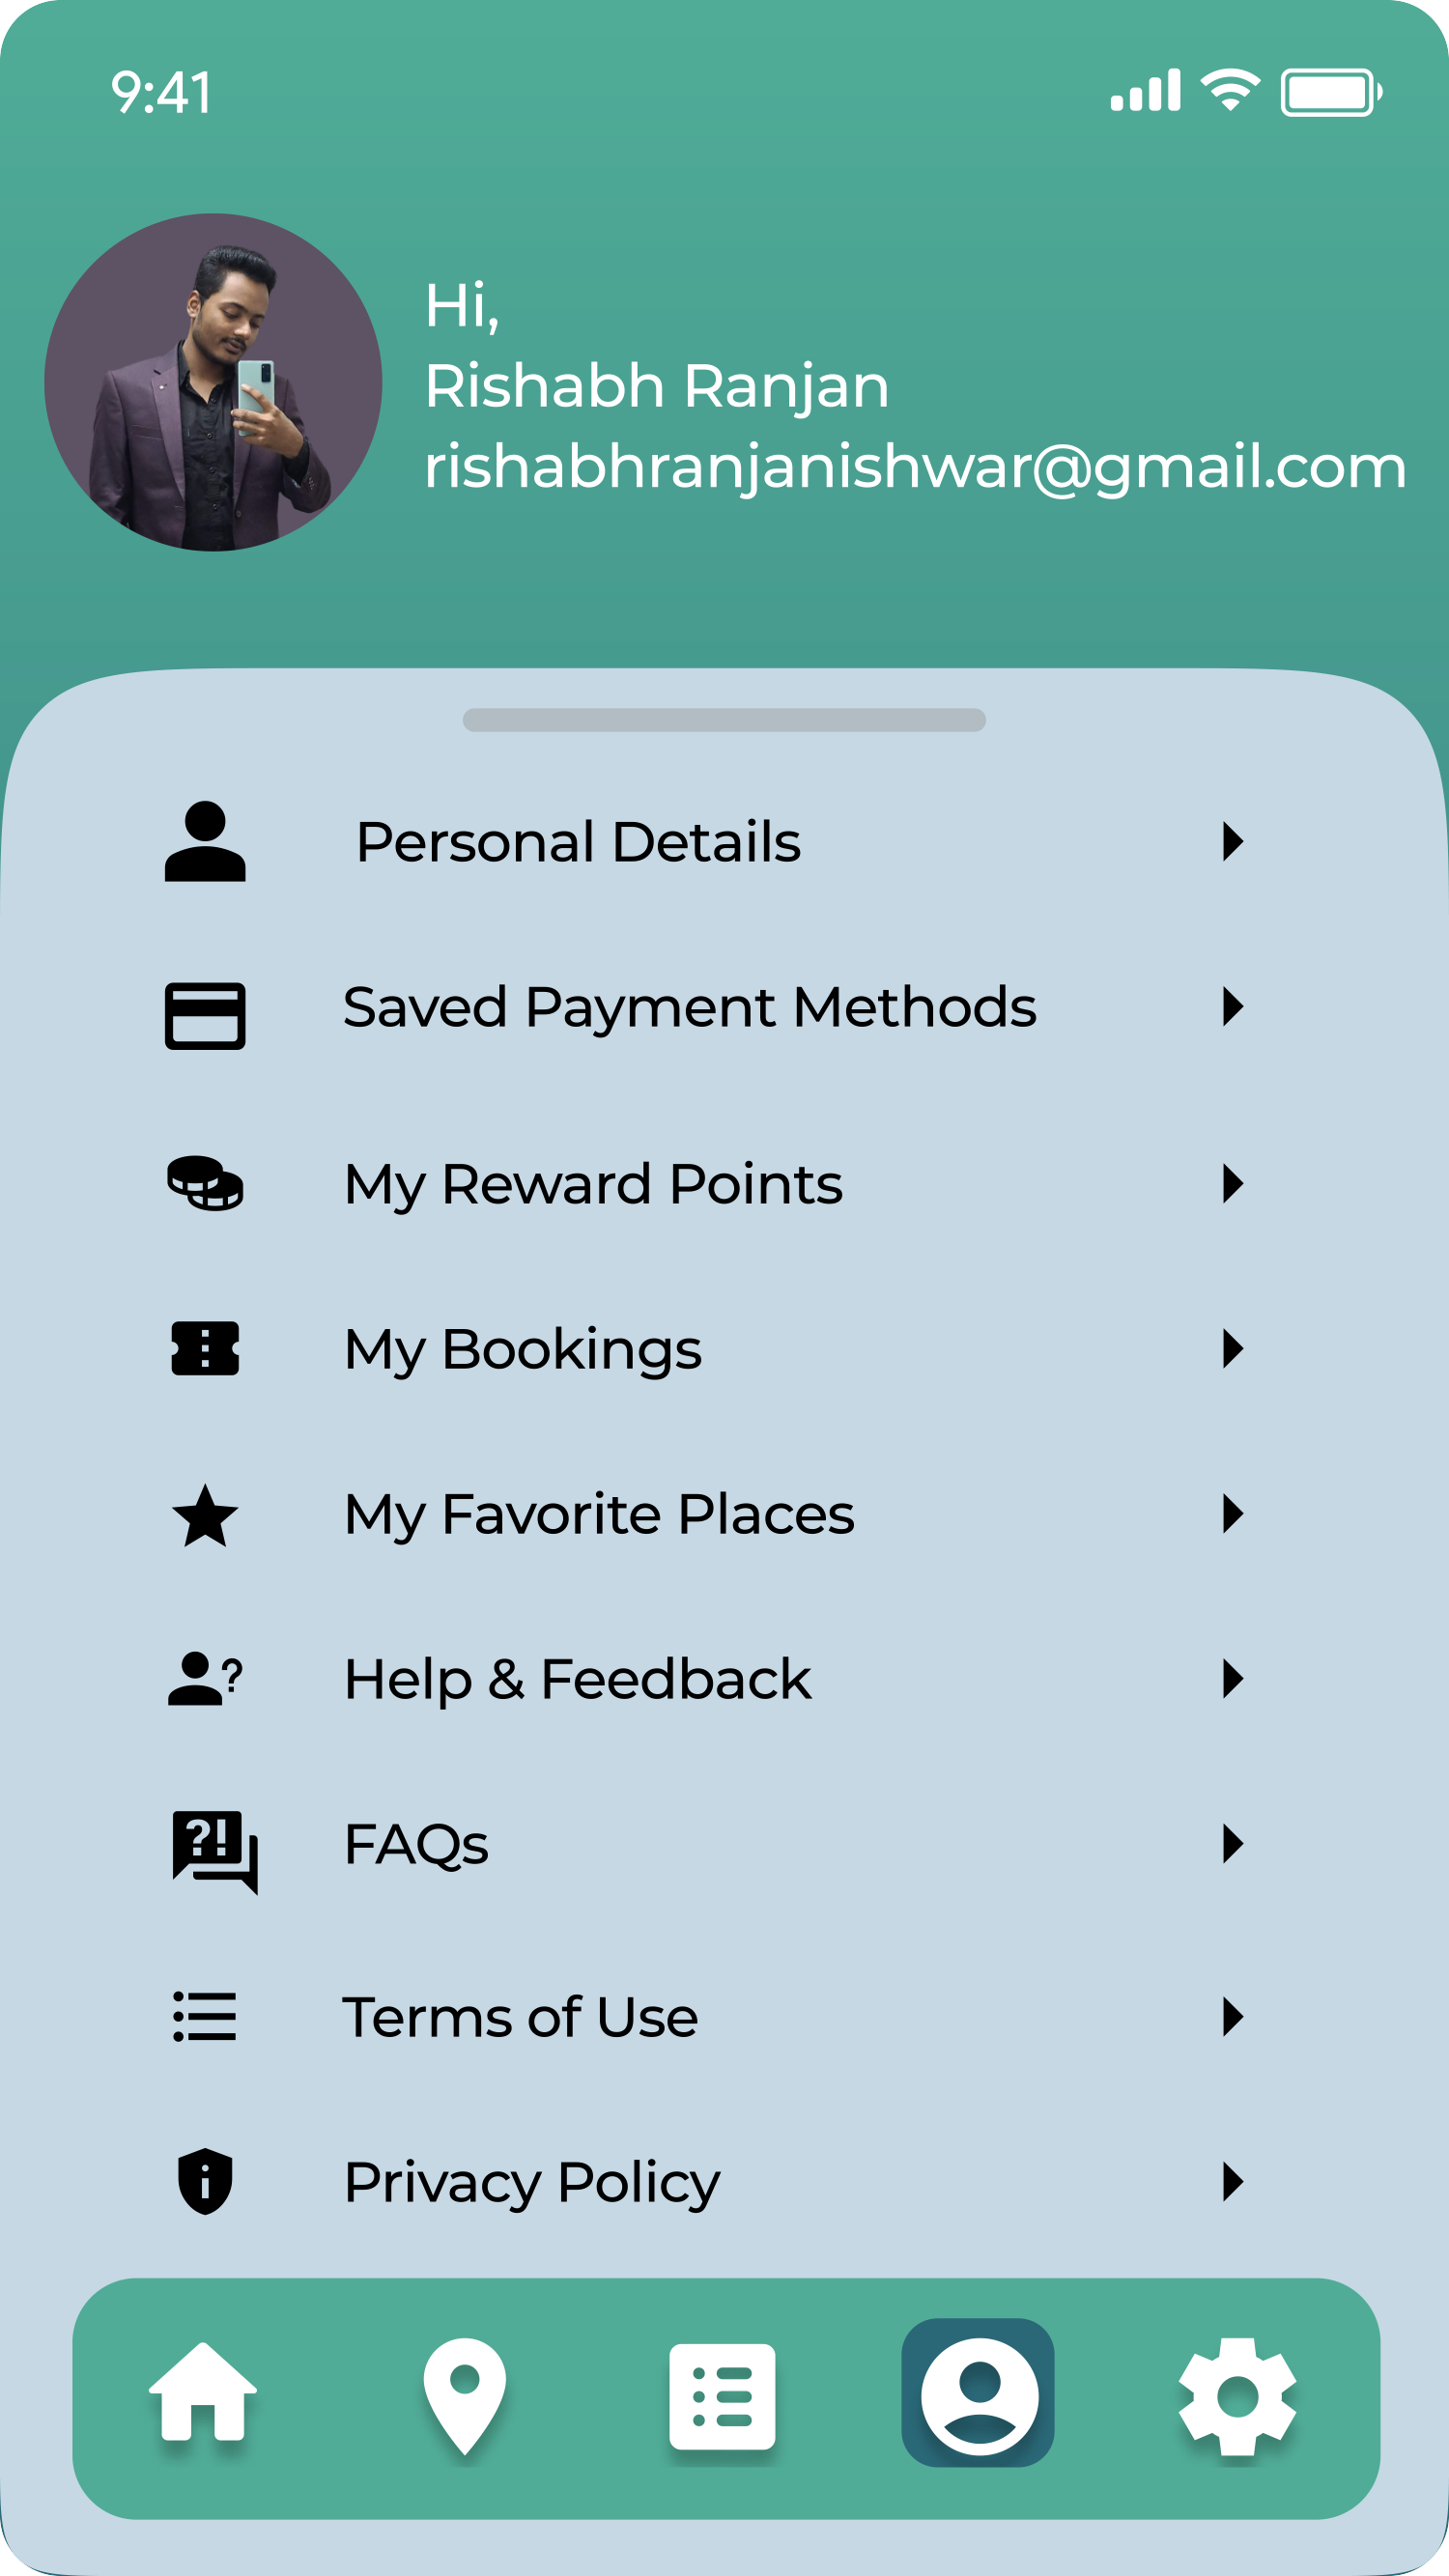 9:41
Hi,
Rishabh Ranjan
rishabhranjanishwar@gmail.com
Personal Details
Saved Payment Methods
My Reward Points
My Bookings
My Favorite Places
Help & Feedback
FAQs
Terms of Use
Privacy Policy